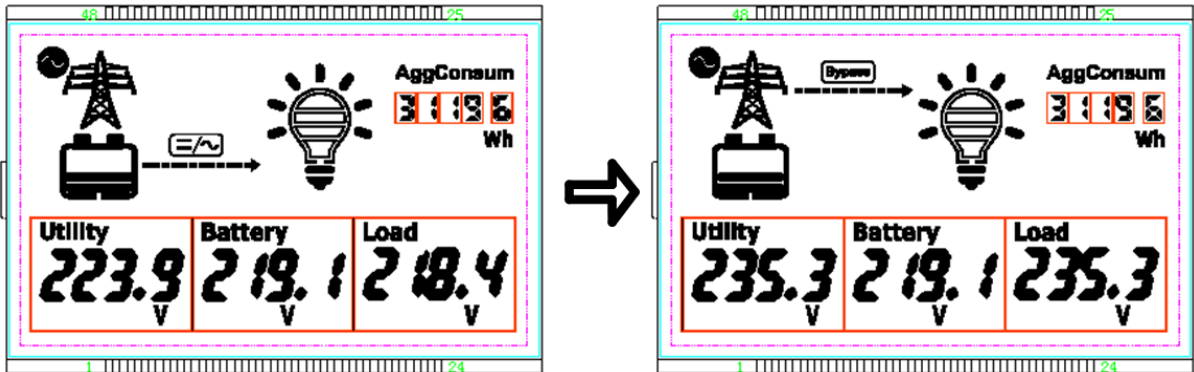 48 25
AggConsum
31196
Wh
=/~
Utility Battery Load
223.9 219.1 218.4
V V V
1 24
48 25
Bypass
AggConsum
31196
Wh
Utility Battery Load
235.3 219.1 235.3
V V V
1 24